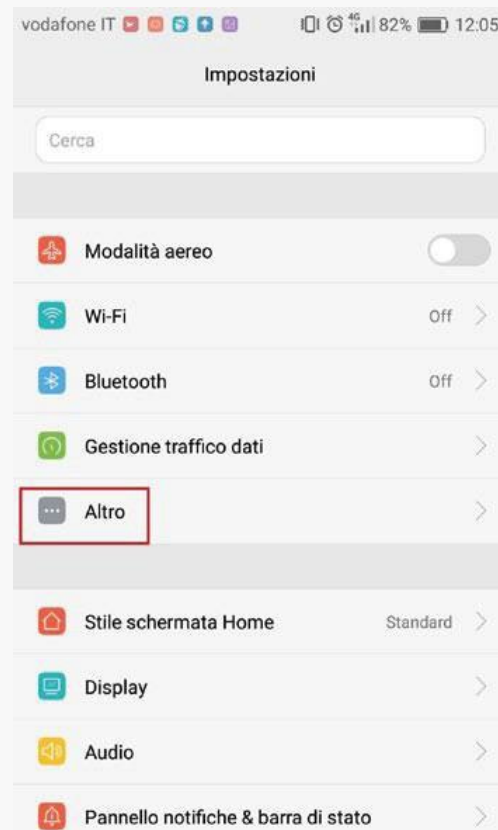 vodafone IT 4G 82% 12:05
Impostazioni
Cerca
Modalità aereo
Wi-Fi Off
Bluetooth Off
Gestione traffico dati
Altro
Stile schermata Home Standard
Display
Audio
Pannello notifiche & barra di stato